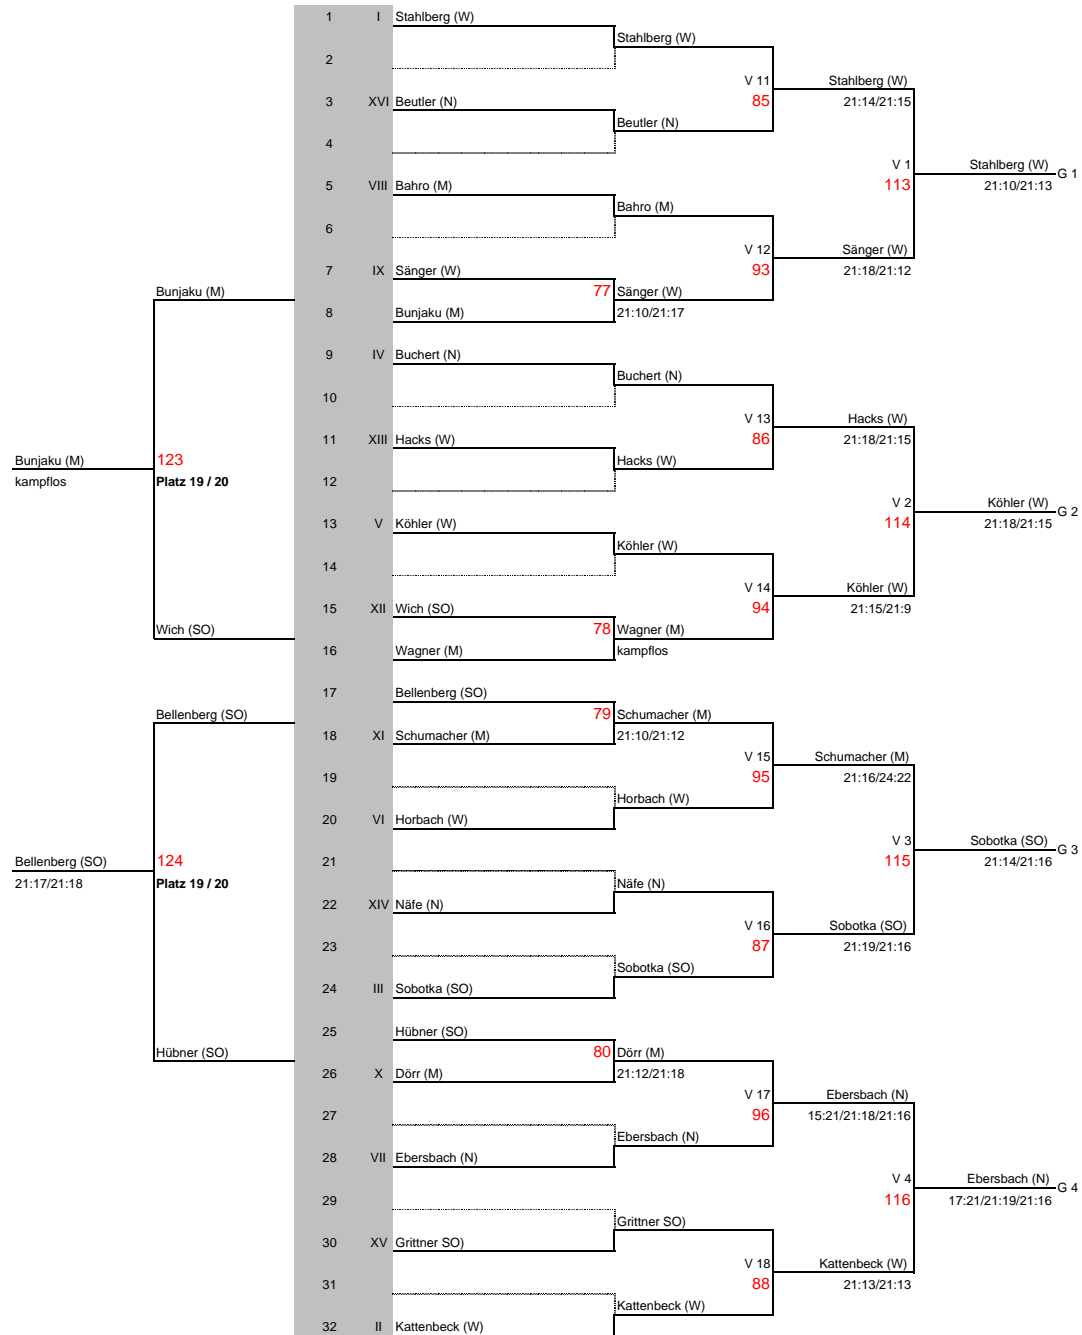 1 I Stahlberg (W)
Stahlberg (W)
2
V 11 Stahlberg (W)
3 XVI Beutler (N) 85 21:14/21:15
Beutler (N)
4
V 1 Stahlberg (W) G 1
5 VIII Bahro (M) 113 21:10/21:13
Bahro (M)
6
V 12 Sänger (W)
7 IX Sänger (W) 93 21:18/21:12
Bunjaku (M) 77 Sänger (W)
8 Bunjaku (M) 21:10/21:17
9 IV Buchert (N)
Buchert (N)
10
V 13 Hacks (W)
11 XIII Hacks (W) 86 21:18/21:15
Bunjaku (M) 123 Hacks (W)
kampflos Platz 19 / 20 12
V 2 Köhler (W) G 2
13 V Köhler (W) 114 21:18/21:15
Köhler (W)
14
V 14 Köhler (W)
15 XII Wich (SO) 94 21:15/21:9
Wich (SO) 78 Wagner (M)
16 Wagner (M) kampflos
17 Bellenberg (SO)
Bellenberg (SO) 79 Schumacher (M)
18 XI Schumacher (M) 21:10/21:12
V 15 Schumacher (M)
19 95 21:16/24:22
Horbach (W)
20 VI Horbach (W)
V 3 Sobotka (SO) G 3
Bellenberg (SO) 124 21 115 21:14/21:16
21:17/21:18 Platz 19 / 20 Näfe (N)
22 XIV Näfe (N)
V 16 Sobotka (SO)
23 87 21:19/21:16
Sobotka (SO)
24 III Sobotka (SO)
25 Hübner (SO)
Hübner (SO) 80 Dörr (M)
26 X Dörr (M) 21:12/21:18
V 17 Ebersbach (N)
27 96 15:21/21:18/21:16
Ebersbach (N)
28 VII Ebersbach (N)
V 4 Ebersbach (N) G 4
29 116 17:21/21:19/21:16
Grittner SO)
30 XV Grittner SO)
V 18 Kattenbeck (W)
31 88 21:13/21:13
Kattenbeck (W)
32 II Kattenbeck (W)